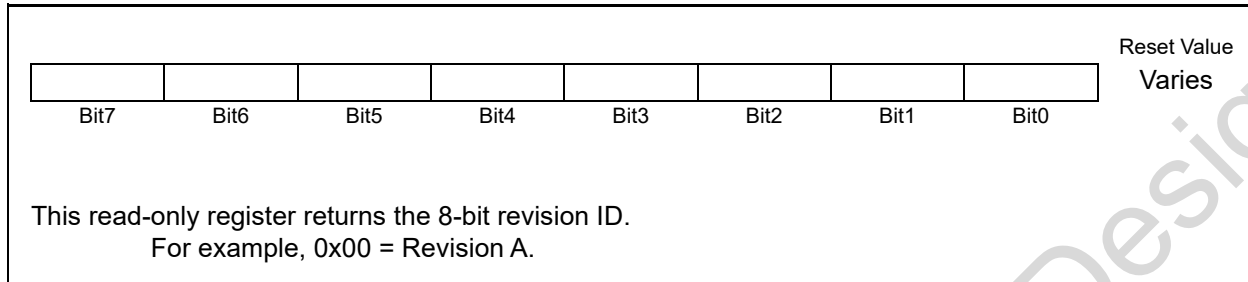 Reset Value
Varies
Bit7 Bit6 Bit5 Bit4 Bit3 Bit2 Bit1 Bit0
This read-only register returns the 8-bit revision ID.
For example, 0x00 = Revision A.